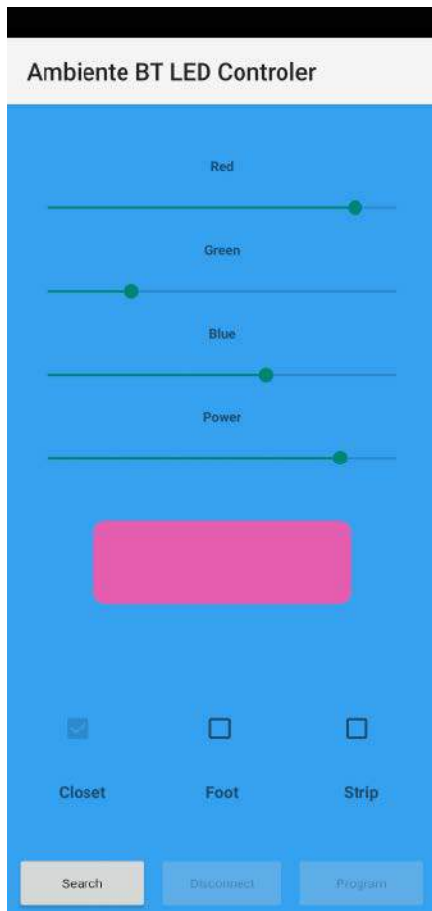 Ambiente BT LED Controler
Red
Green
Blue
Power
Closet Foot Strip
Search Disconnect Program